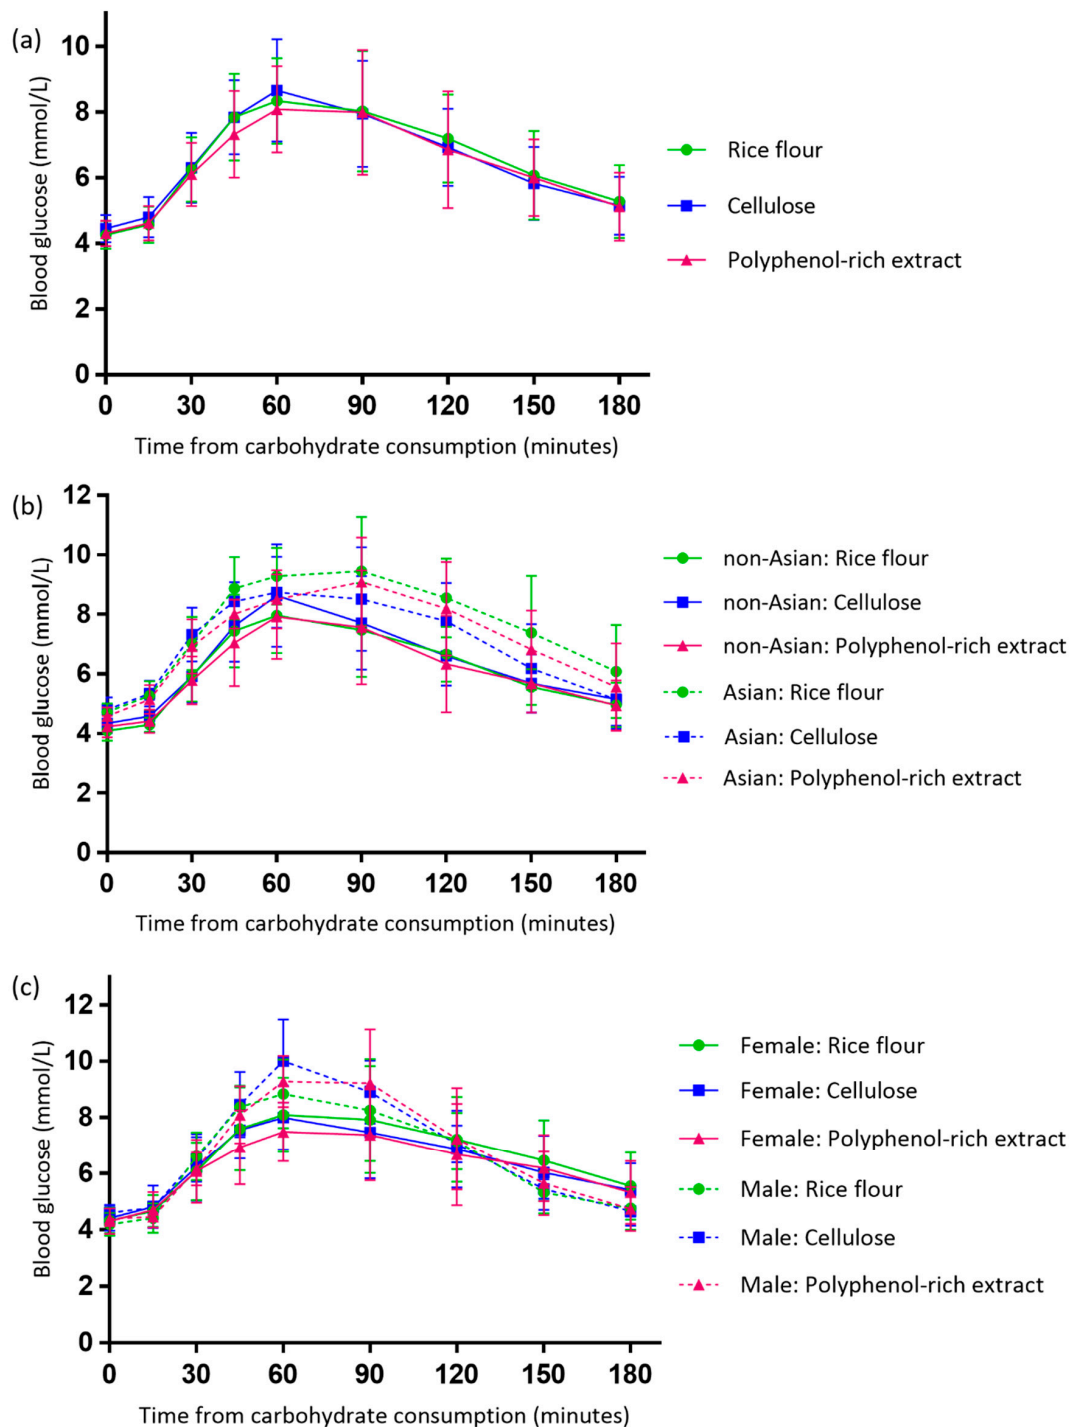 (a)
Blood glucose (mmol/L)
10
8
6
4
2
0
0 30 60 90 120 150 180
Time from carbohydrate consumption (minutes)
Rice flour
Cellulose
Polyphenol-rich extract
(b)
Blood glucose (mmol/L)
12
10
8
6
4
2
0
0 30 60 90 120 150 180
Time from carbohydrate consumption (minutes)
non-Asian: Rice flour
non-Asian: Cellulose
non-Asian: Polyphenol-rich extract
Asian: Rice flour
Asian: Cellulose
Asian: Polyphenol-rich extract
(c)
Blood glucose (mmol/L)
12
10
8
6
4
2
0
0 30 60 90 120 150 180
Time from carbohydrate consumption (minutes)
Female: Rice flour
Female: Cellulose
Female: Polyphenol-rich extract
Male: Rice flour
Male: Cellulose
Male: Polyphenol-rich extract